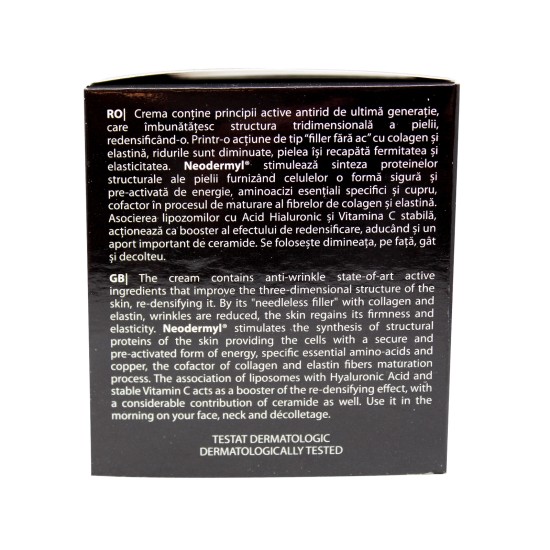 RO| Crema conține principii active antirid de ultimă generație,
care îmbunătățesc structura tridimensională a pielii,
redensificând-o. Printr-o acțiune de tip "filler fără ac" cu colagen și
elastină, ridurile sunt diminuate, pielea își recapătă fermitatea și
elasticitatea. Neodermyl® stimulează sinteza proteinelor
structurale ale pielii furnizând celulelor o formă sigură și
pre-activată de energie, aminoacizi esențiali specifici și cupru,
cofactor în procesul de maturare al fibrelor de colagen și elastină.
Asocierea lipozomilor cu Acid Hialuronic și Vitamina C stabilă,
acționează ca booster al efectului de redensificare, aducând și un
aport important de ceramide. Se folosește dimineața, pe față, gât
și decolteu.
GB| The cream contains anti-wrinkle state-of-art active
ingredients that improve the three-dimensional structure of the
skin, re-densifying it. By its "needleless filler" with collagen and
elastin, wrinkles are reduced, the skin regains its firmness and
elasticity. Neodermyl® stimulates the synthesis of structural
proteins of the skin providing the cells with a secure and
pre-activated form of energy, specific essential amino-acids and
copper, the cofactor of collagen and elastin fibers maturation
process. The association of liposomes with Hyaluronic Acid and
stable Vitamin C acts as a booster of the re-densifying effect, with
a considerable contribution of ceramide as well. Use it in the
morning on your face, neck and décolletage.
TESTAT DERMATOLOGIC
DERMATOLOGICALLY TESTED